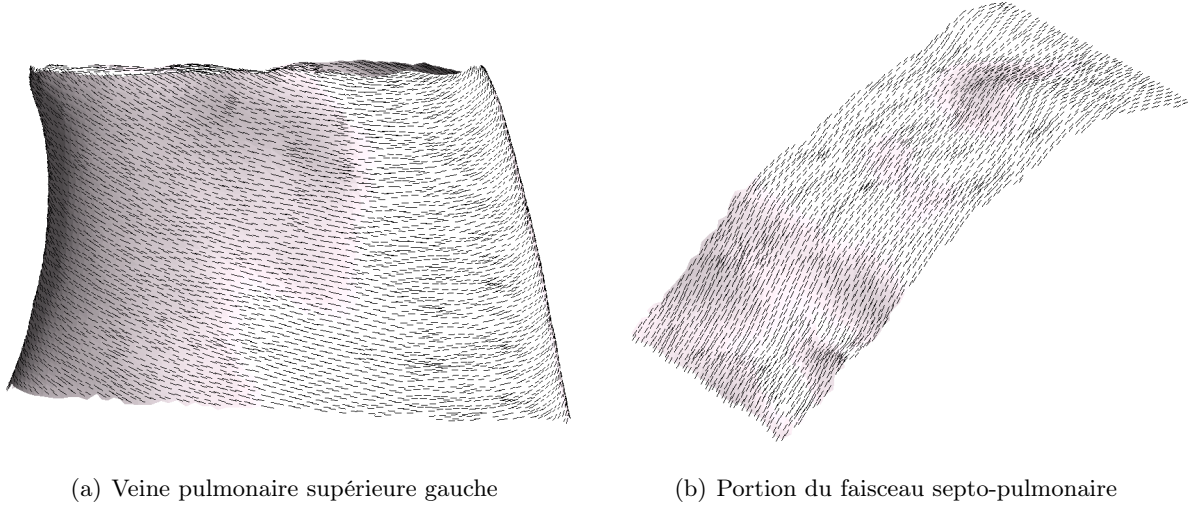 (a) Veine pulmonaire supérieure gauche
(b) Portion du faisceau septo-pulmonaire